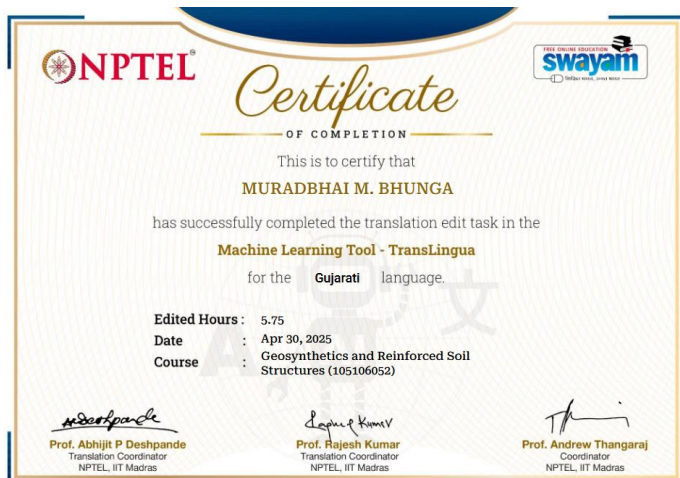 NPTEL
FREE ONLINE EDUCATION
swayam
Certificate
OF COMPLETION
This is to certify that
MURADBHAI M. BHUNGA
has successfully completed the translation edit task in the
Machine Learning Tool - TransLingua
for the Gujarati language.
Edited Hours : 5.75
Date : Apr 30, 2025
Course : Geosynthetics and Reinforced Soil
Structures (105106052)
Prof. Abhijit P Deshpande
Translation Coordinator
NPTEL, IIT Madras
Prof. Rajesh Kumar
Translation Coordinator
NPTEL, IIT Madras
Prof. Andrew Thangaraj
Coordinator
NPTEL, IIT Madras